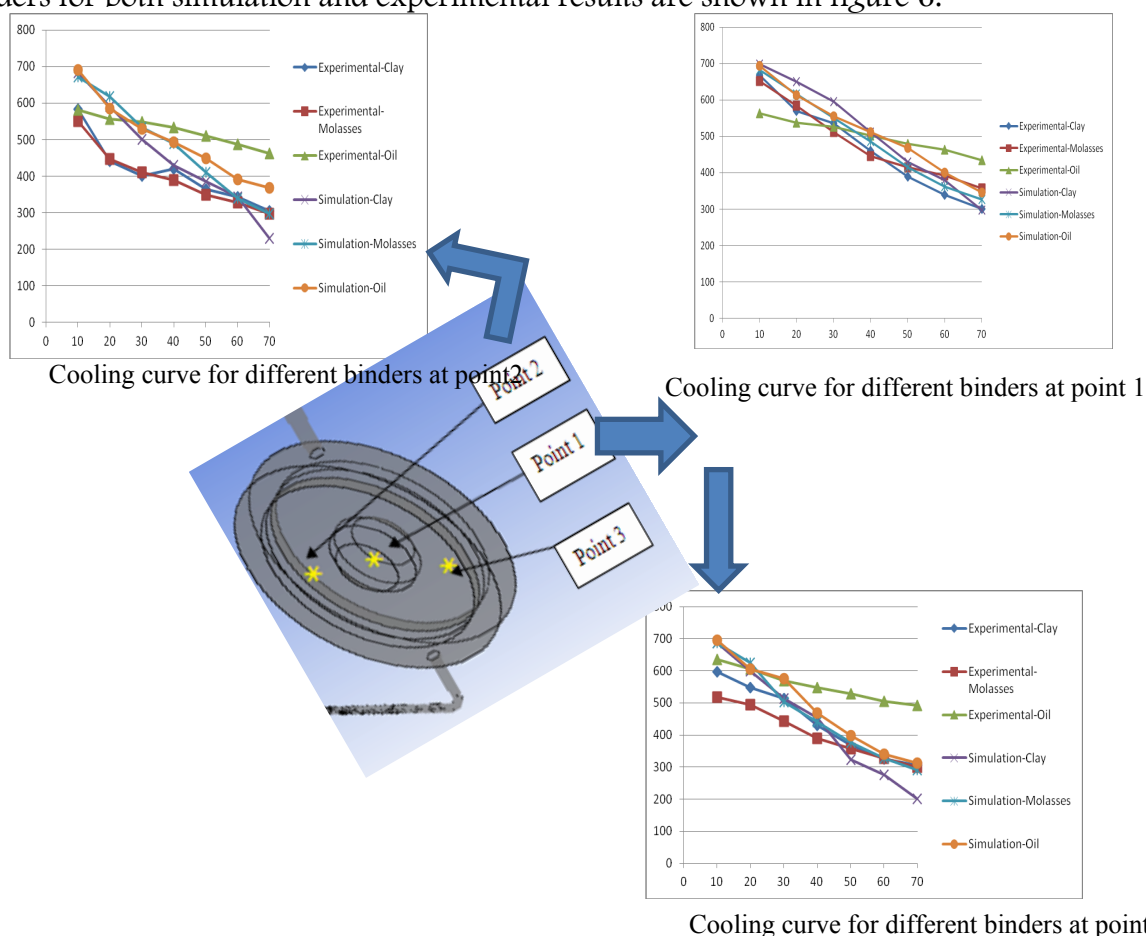 ders for both simulation and experimental results are shown in figure 6.
800
700
600
500
400
300
200
100
0
0 10 20 30 40 50 60 70
Experimental-Clay
Experimental-
Molasses
Experimental-Oil
Simulation-Clay
Simulation-Molasses
Simulation-Oil
Cooling curve for different binders at point2
800
700
600
500
400
300
200
100
0
0 10 20 30 40 50 60 70
Experimental-Clay
Experimental-Molasses
Experimental-Oil
Simulation-Clay
Simulation-Molasses
Simulation-Oil
Cooling curve for different binders at point 1
Point 2
Point 1
Point 3
800
700
600
500
400
300
200
100
0
0 10 20 30 40 50 60 70
Experimental-Clay
Experimental-
Molasses
Experimental-Oil
Simulation-Clay
Simulation-Molasses
Simulation-Oil
Cooling curve for different binders at point